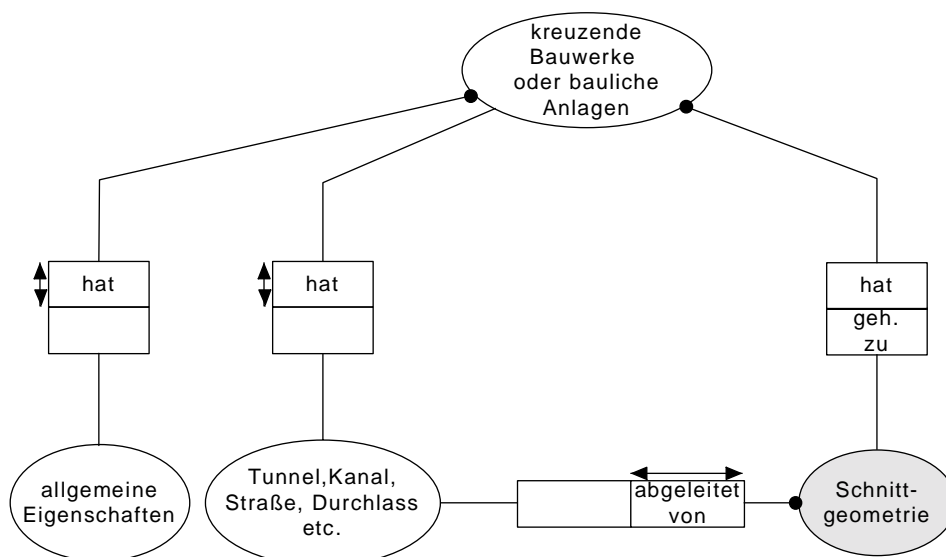 kreuzende
Bauwerke
oder bauliche
Anlagen
hat
hat
hat
geh.
zu
allgemeine
Eigenschaften
Tunnel,Kanal,
Straße, Durchlass
etc.
abgeleitet
von
Schnitt-
geometrie